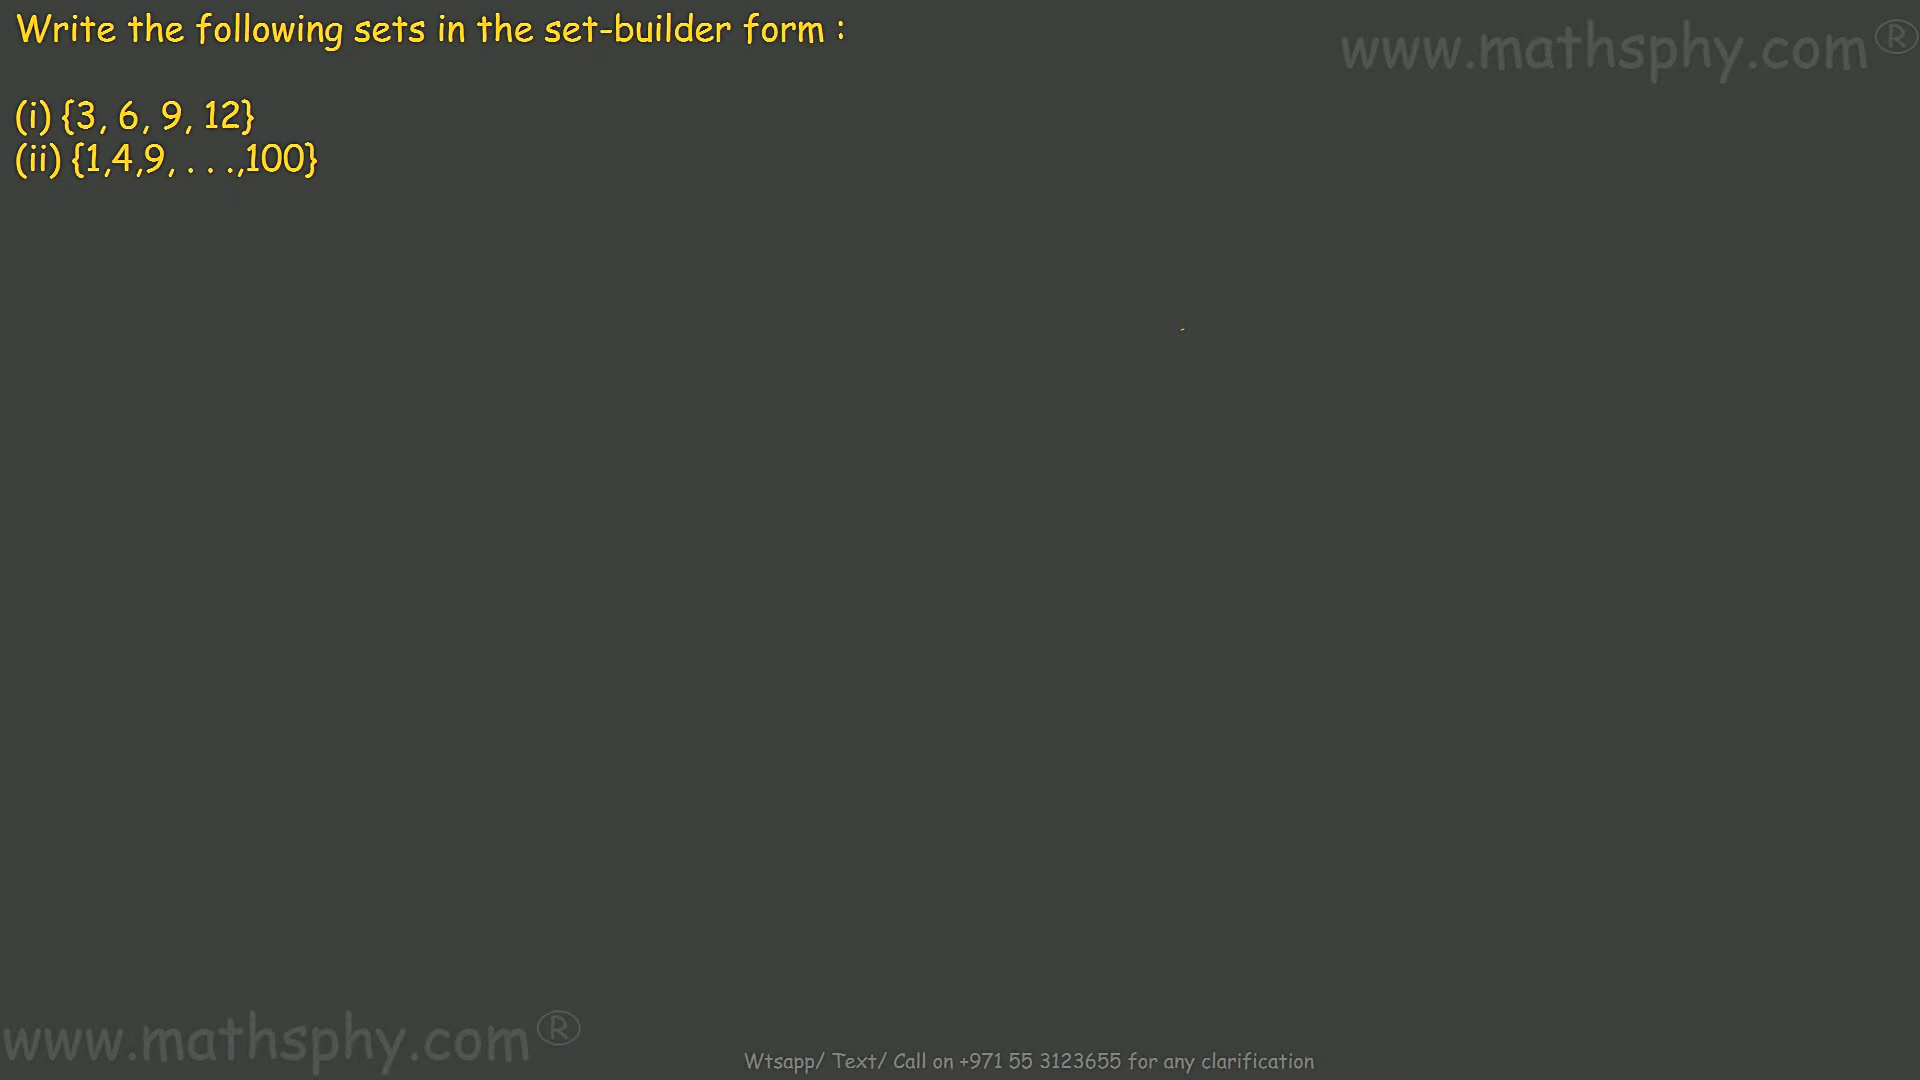 Write the following sets in the set-builder form :
www.mathsphy.com®
(i) {3, 6, 9, 12}
(ii) {1,4,9, . . .,100}
www.mathsphy.com®
Wtsapp/ Text/ Call on +971 55 3123655 for any clarification